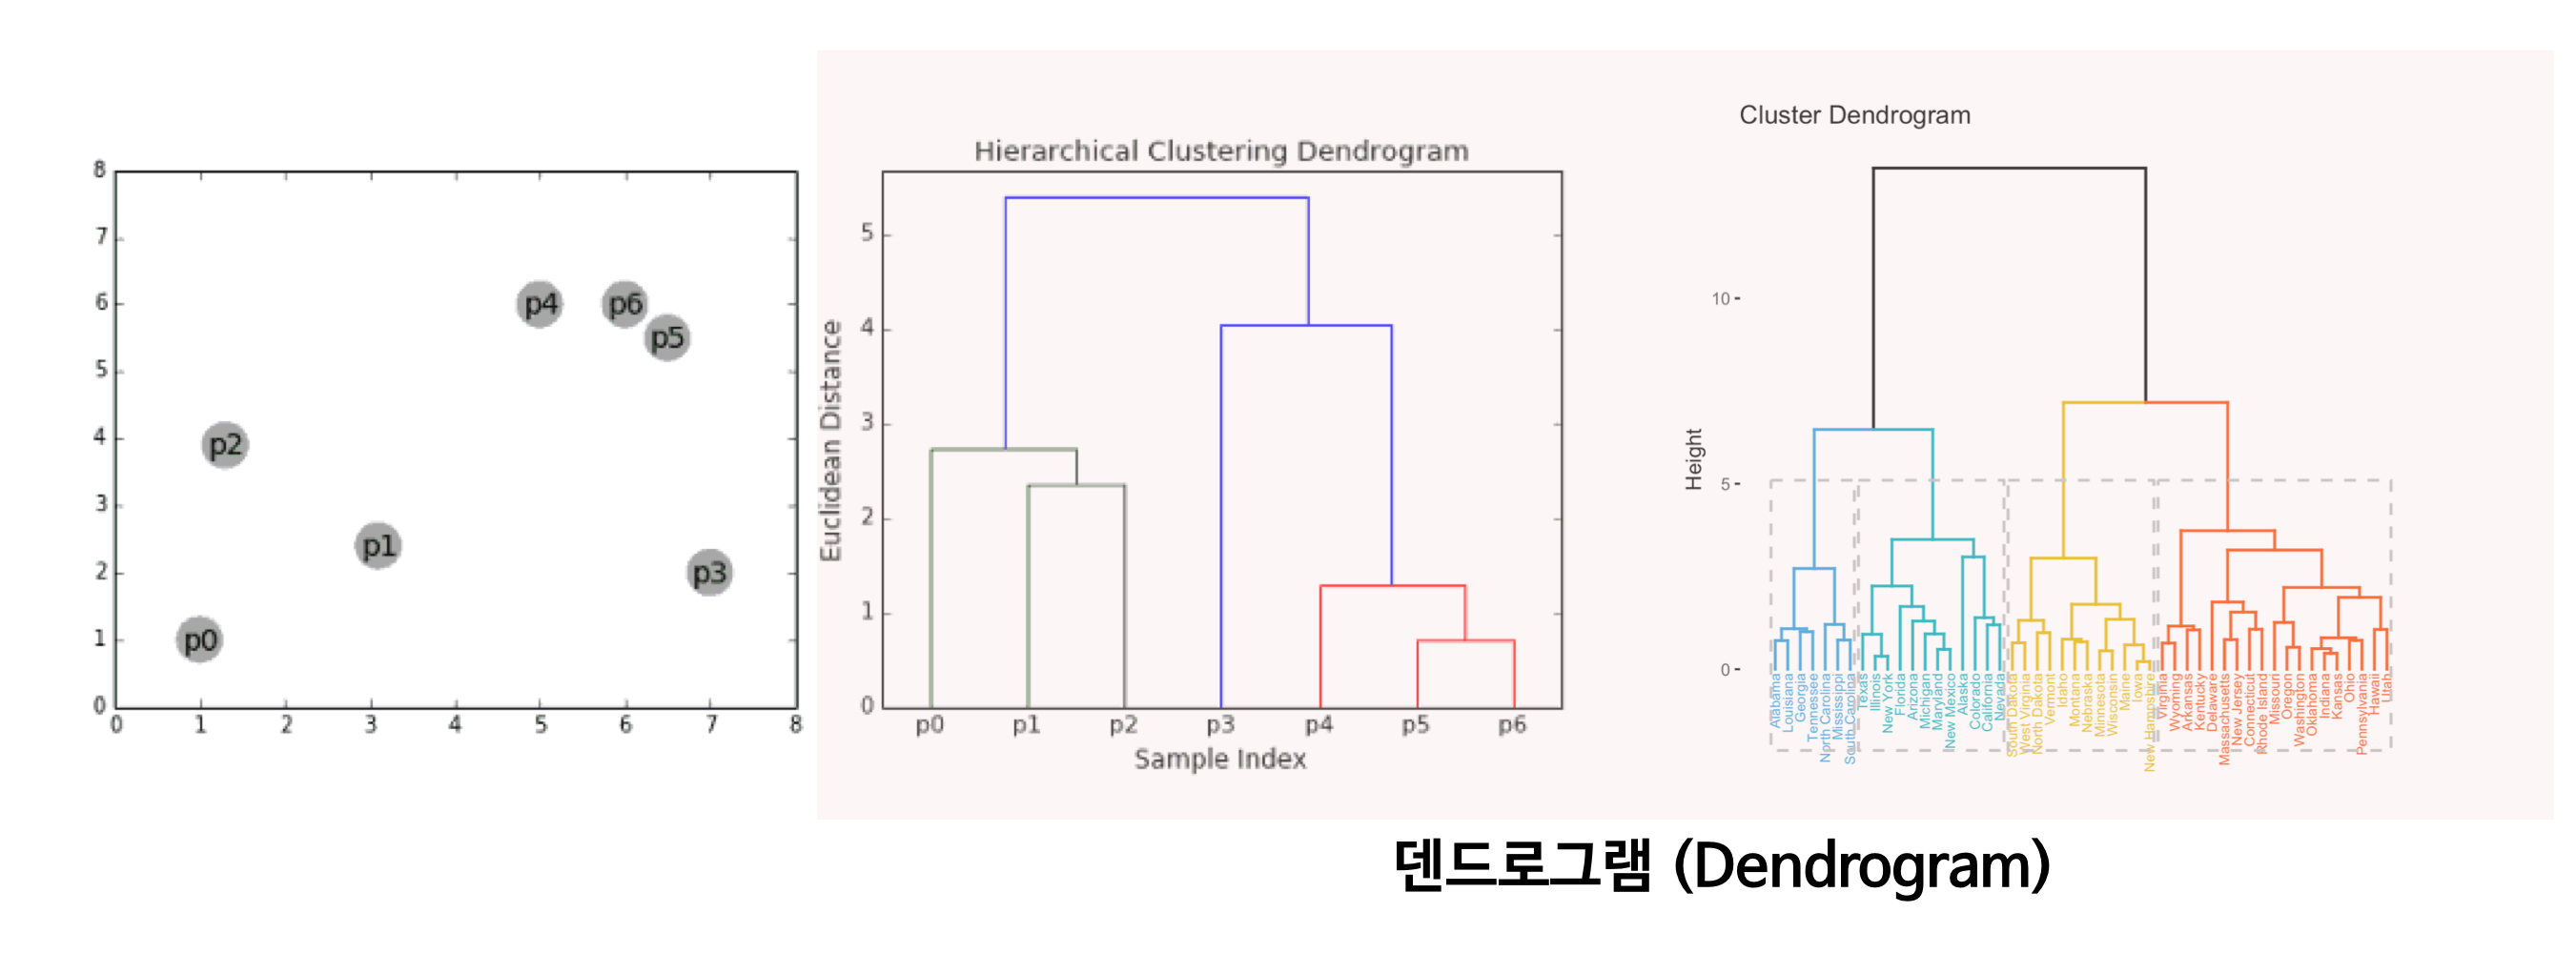 8
7
6
5
4
3
2
1
0
0 1 2 3 4 5 6 7 8
p4 p6
p5
p2
p1
p3
p0
Hierarchical Clustering Dendrogram
Euclidean Distance
5
4
3
2
1
0
p0 p1 p2 p3 p4 p5 p6
Sample Index
Cluster Dendrogram
Height
10
5
0
Alabama
Louisiana
Georgia
Tennessee
North Carolina
Mississippi
South Carolina
Texas
Illinois
New York
Florida
Arizona
Michigan
Maryland
New Mexico
Alaska
Colorado
California
Nevada
South Dakota
West Virginia
North Dakota
Vermont
Idaho
Montana
Nebraska
Minnesota
Wisconsin
Maine
Iowa
New Hampshire
Virginia
Wyoming
Arkansas
Kentucky
Delaware
Massachusetts
New Jersey
Connecticut
Rhode Island
Missouri
Oregon
Washington
Oklahoma
Indiana
Kansas
Ohio
Pennsylvania
Hawaii
Utah
덴드로그램 (Dendrogram)